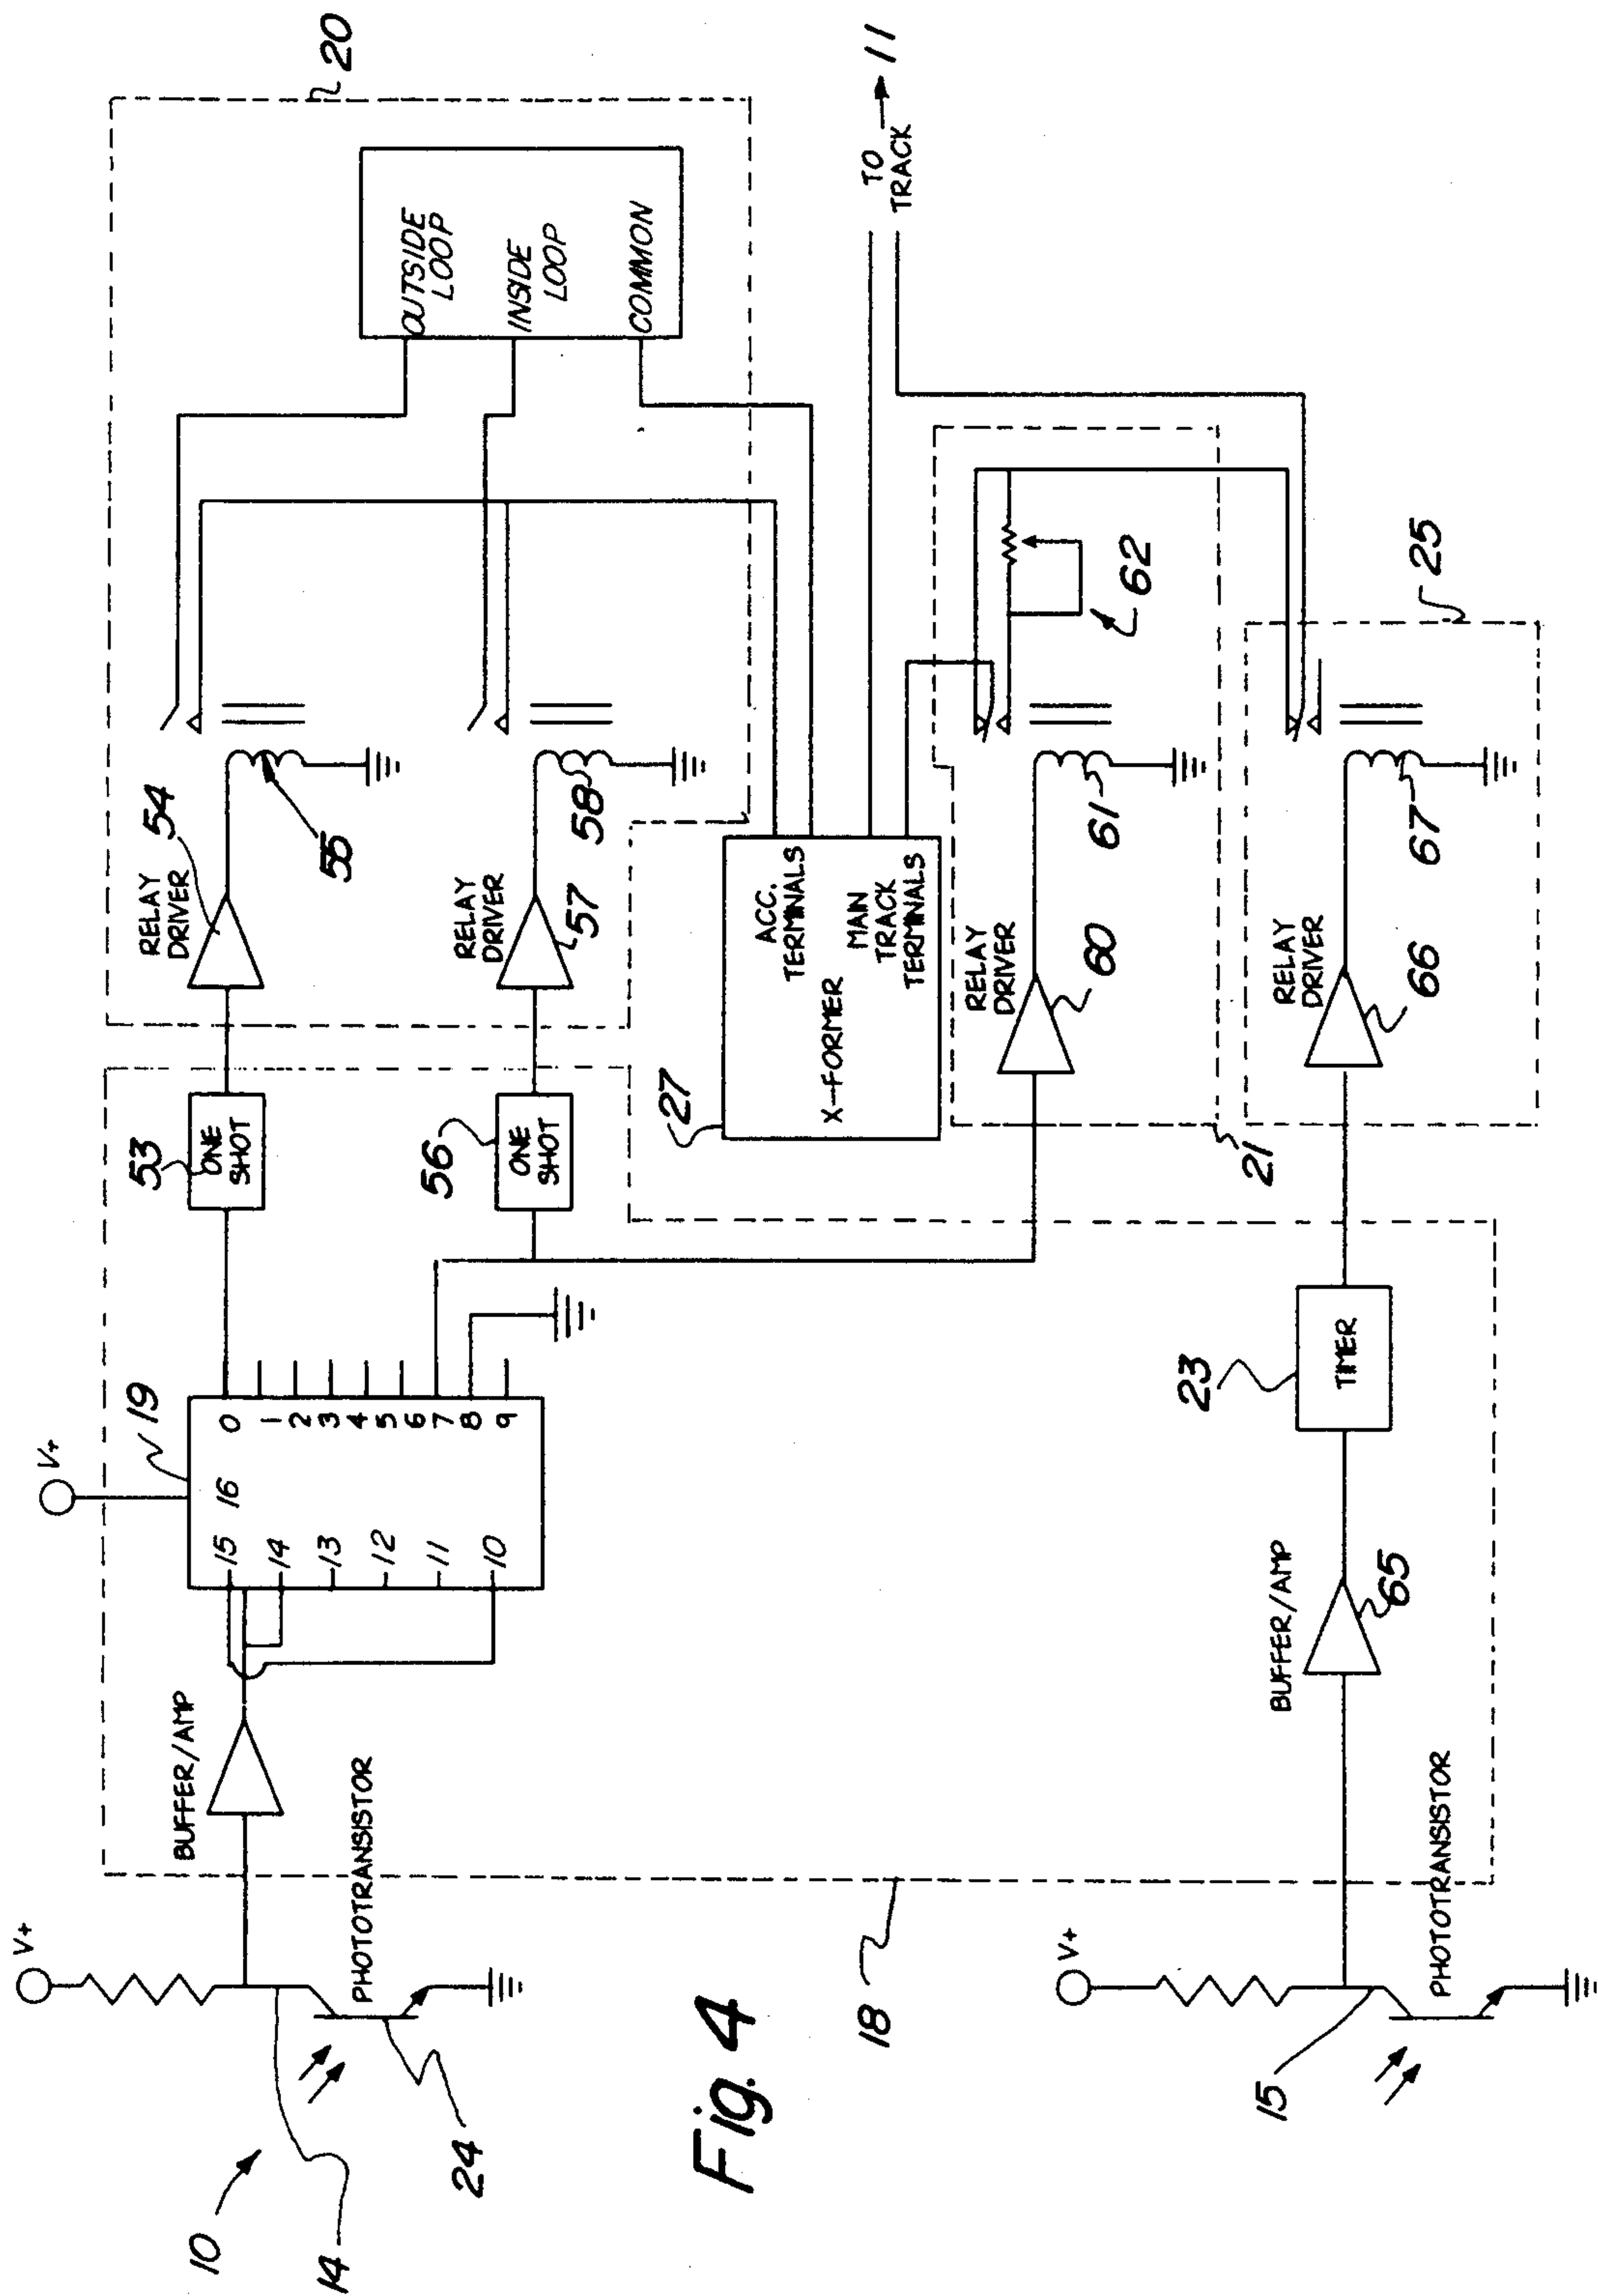 20
OUTSIDE
LOOP
INSIDE
LOOP
COMMON
TO
TRACK
11
54
RELAY
DRIVER
55
RELAY
DRIVER
57
58
ACC.
TERMINALS
MAIN
TRACK
TERMINALS
X-FORMER
27
62
25
RELAY
DRIVER
60
61
21
RELAY
DRIVER
66
67
53
ONE
SHOT
56
ONE
SHOT
V+
19
16
15
14
13
12
11
10
0
1
2
3
4
5
6
7
8
9
23
TIMER
BUFFER/AMP
BUFFER/AMP
65
V+
PHOTOTRANSISTOR
10
14
24
18
V+
PHOTOTRANSISTOR
15
Fig. 4